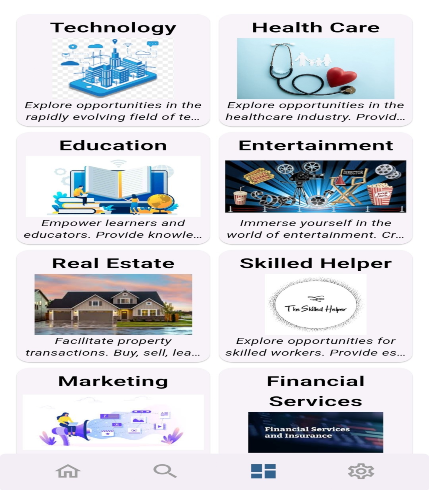 Technology
Explore opportunities in the
rapidly evolving field of te...
Health Care
Explore opportunities in the
healthcare industry. Provid...
Education
Empower learners and
educators. Provide knowle...
Entertainment
DIRECTOR
Immerse yourself in the
world of entertainment. Cr...
Real Estate
Facilitate property
transactions. Buy, sell, lea...
Skilled Helper
The Skilled Helper
Explore opportunities for
skilled workers. Provide es...
Marketing
Financial
Services
Financial Services
and Insurance